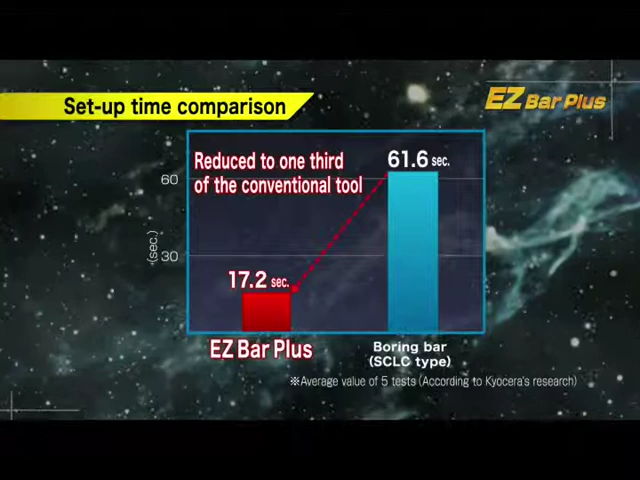 EZ Bar Plus
Set-up time comparison
Reduced to one third
of the conventional tool
61.6 sec.
60
(sec.)
30
17.2 sec.
EZ Bar Plus
Boring bar
(SCLC type)
※Average value of 5 tests (According to Kyocera's research)